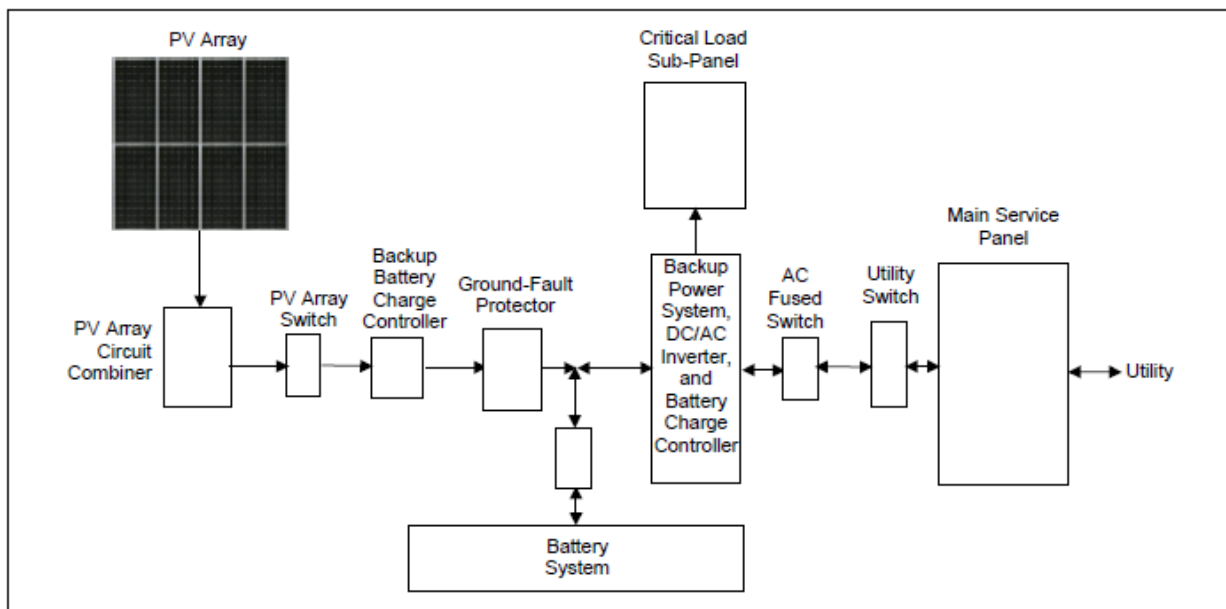 PV Array
Critical Load
Sub-Panel
Main Service
Panel
Backup
Battery
Charge
Controller
Ground-Fault
Protector
PV Array
Switch
PV Array
Circuit
Combiner
Backup
Power
System,
DC/AC
Inverter,
and
Battery
Charge
Controller
AC
Fused
Switch
Utility
Switch
Utility
Battery
System